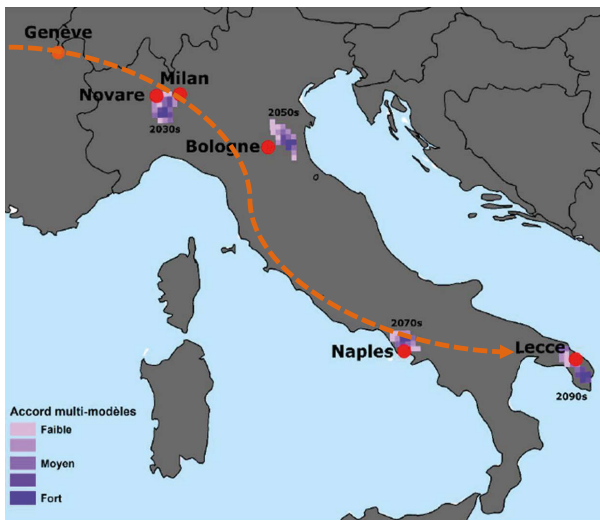 Genève
Milan
Novare
2030s
2050s
Bologne
2070s
Naples
Lecce
2090s
Accord multi-modèles
Faible
Moyen
Fort